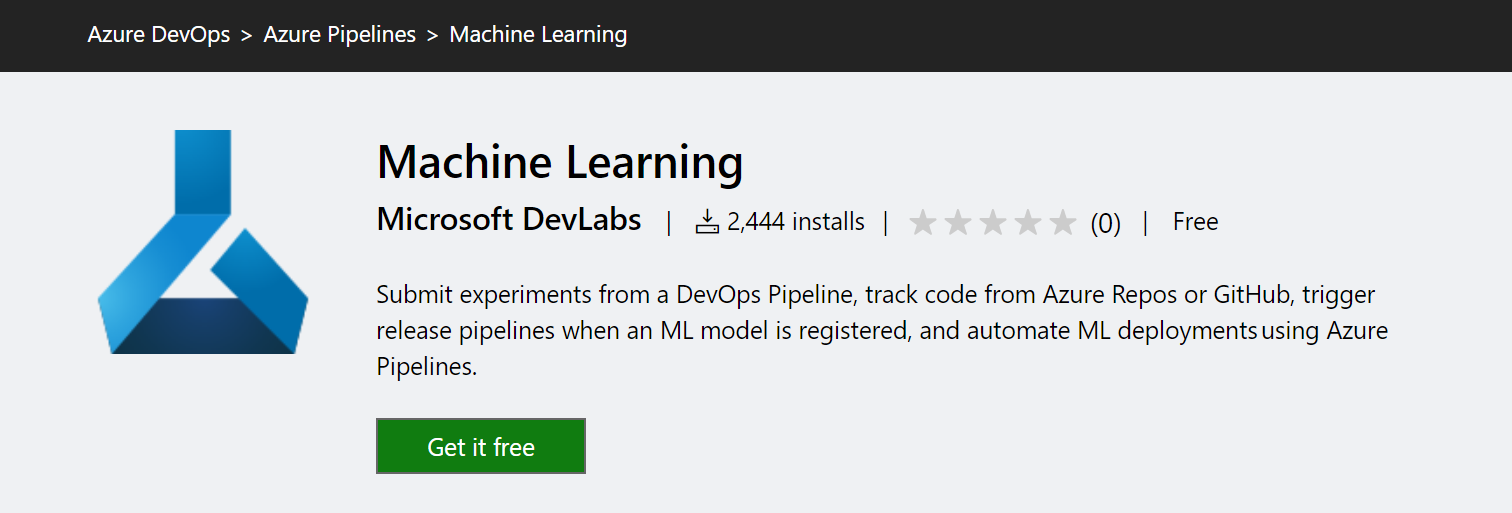 Azure DevOps > Azure Pipelines > Machine Learning
Machine Learning
Microsoft DevLabs | 2,444 installs | (0) | Free
Submit experiments from a DevOps Pipeline, track code from Azure Repos or GitHub, trigger
release pipelines when an ML model is registered, and automate ML deployments using Azure
Pipelines.
Get it free